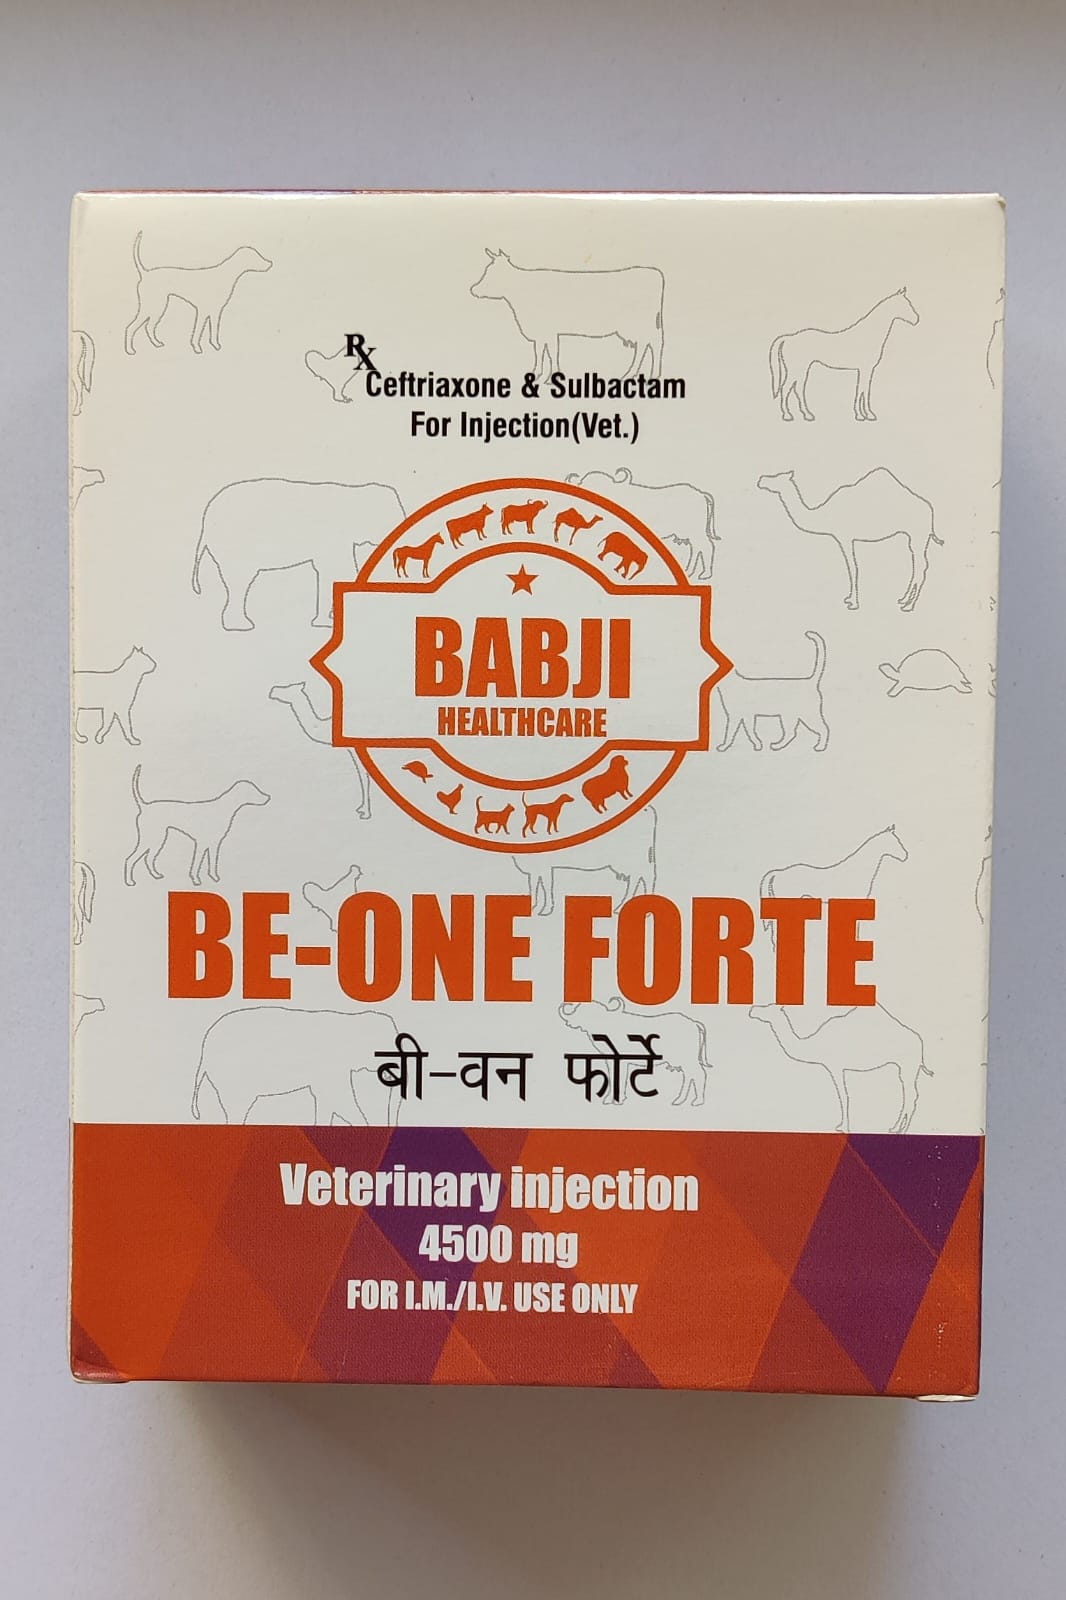 Rx
Ceftriaxone & Sulbactam
For Injection(Vet.)
BABJI
HEALTHCARE
BE-ONE FORTE
बी-वन फोर्टे
Veterinary injection
4500 mg
FOR I.M./I.V. USE ONLY